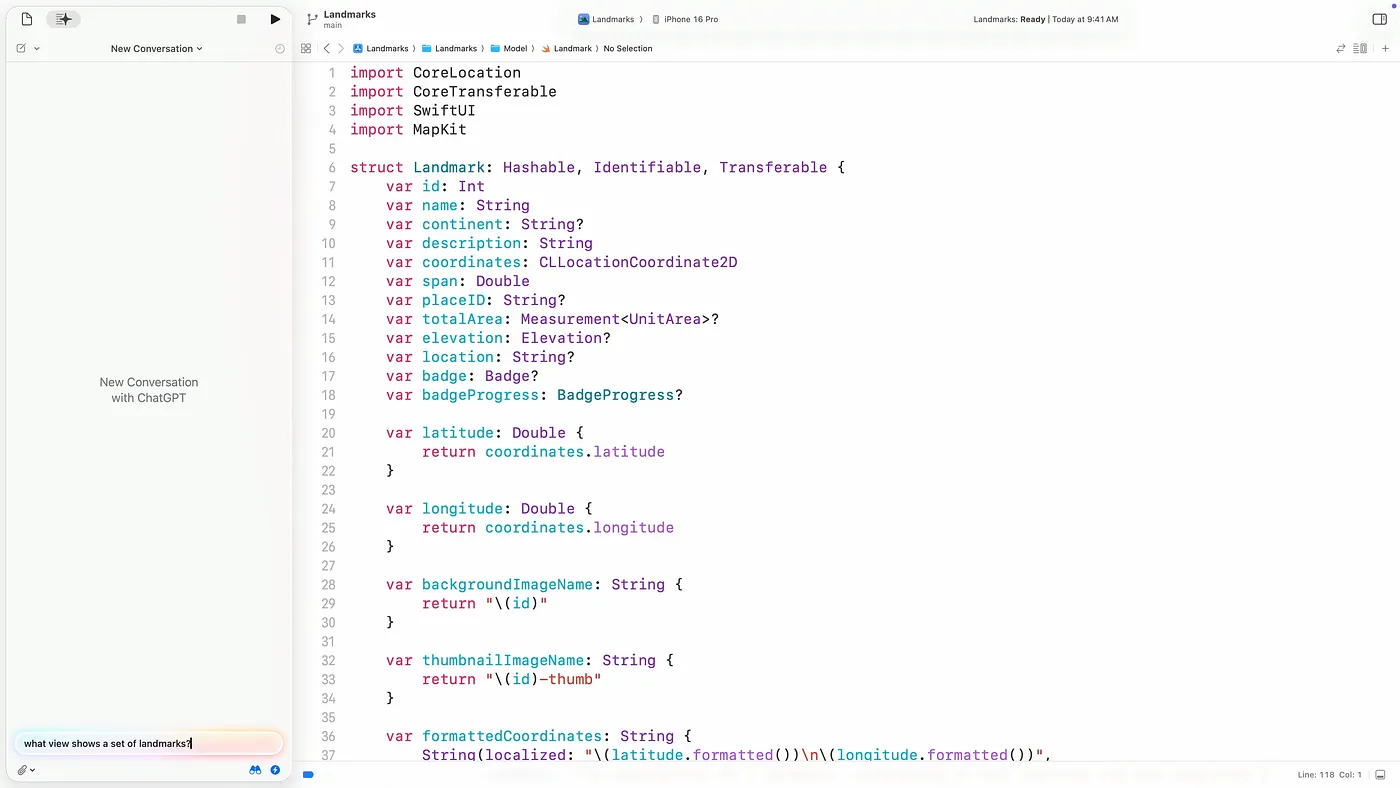 Landmarks
main
Landmarks 〉 iPhone 16 Pro
Landmarks: Ready | Today at 9:41 AM
New Conversation
Landmarks 〉 Landmarks 〉 Model 〉 Landmark 〉 No Selection
New Conversation
with ChatGPT
what view shows a set of landmarks?
1 import CoreLocation
2 import CoreTransferable
3 import SwiftUI
4 import MapKit
5
6 struct Landmark: Hashable, Identifiable, Transferable {
7     var id: Int
8     var name: String
9     var continent: String?
10     var description: String
11     var coordinates: CLLocationCoordinate2D
12     var span: Double
13     var placeID: String?
14     var totalArea: Measurement<UnitArea>?
15     var elevation: Elevation?
16     var location: String?
17     var badge: Badge?
18     var badgeProgress: BadgeProgress?
19
20     var latitude: Double {
21         return coordinates.latitude
22     }
23
24     var longitude: Double {
25         return coordinates.longitude
26     }
27
28     var backgroundImageName: String {
29         return "\(id)"
30     }
31
32     var thumbnailImageName: String {
33         return "\(id)-thumb"
34     }
35
36     var formattedCoordinates: String {
37         String(localized: "\(latitude.formatted())\n\(longitude.formatted())",
Line: 118 Col: 1